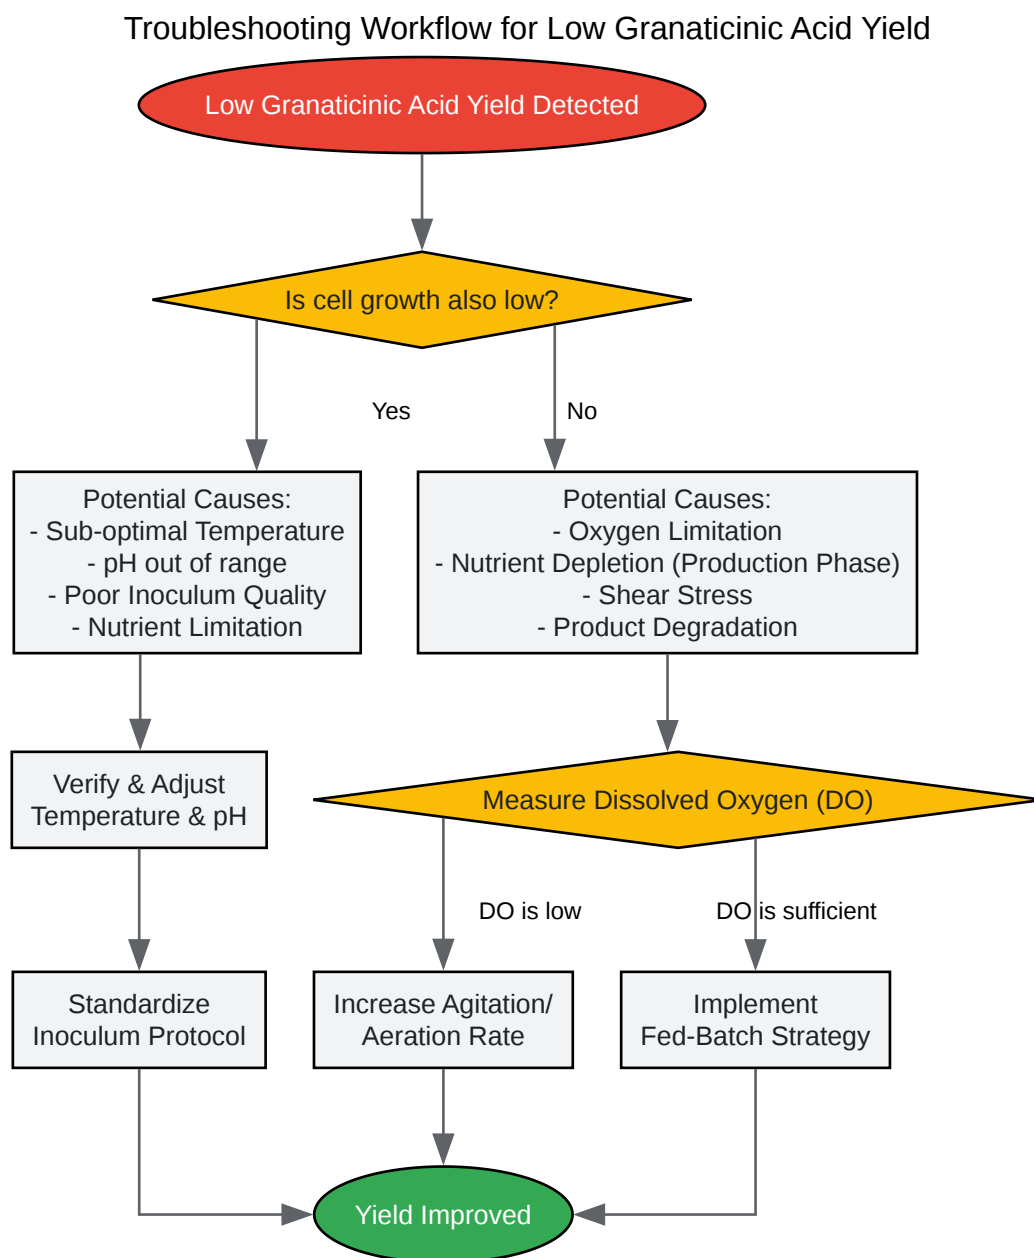 Troubleshooting Workflow for Low Granaticinic Acid Yield
Low Granaticinic Acid Yield Detected
Is cell growth also low?
Yes
No
Potential Causes:
- Sub-optimal Temperature
- pH out of range
- Poor Inoculum Quality
- Nutrient Limitation
Potential Causes:
- Oxygen Limitation
- Nutrient Depletion (Production Phase)
- Shear Stress
- Product Degradation
Verify & Adjust
Temperature & pH
Measure Dissolved Oxygen (DO)
DO is low
DO is sufficient
Standardize
Inoculum Protocol
Increase Agitation/
Aeration Rate
Implement
Fed-Batch Strategy
Yield Improved